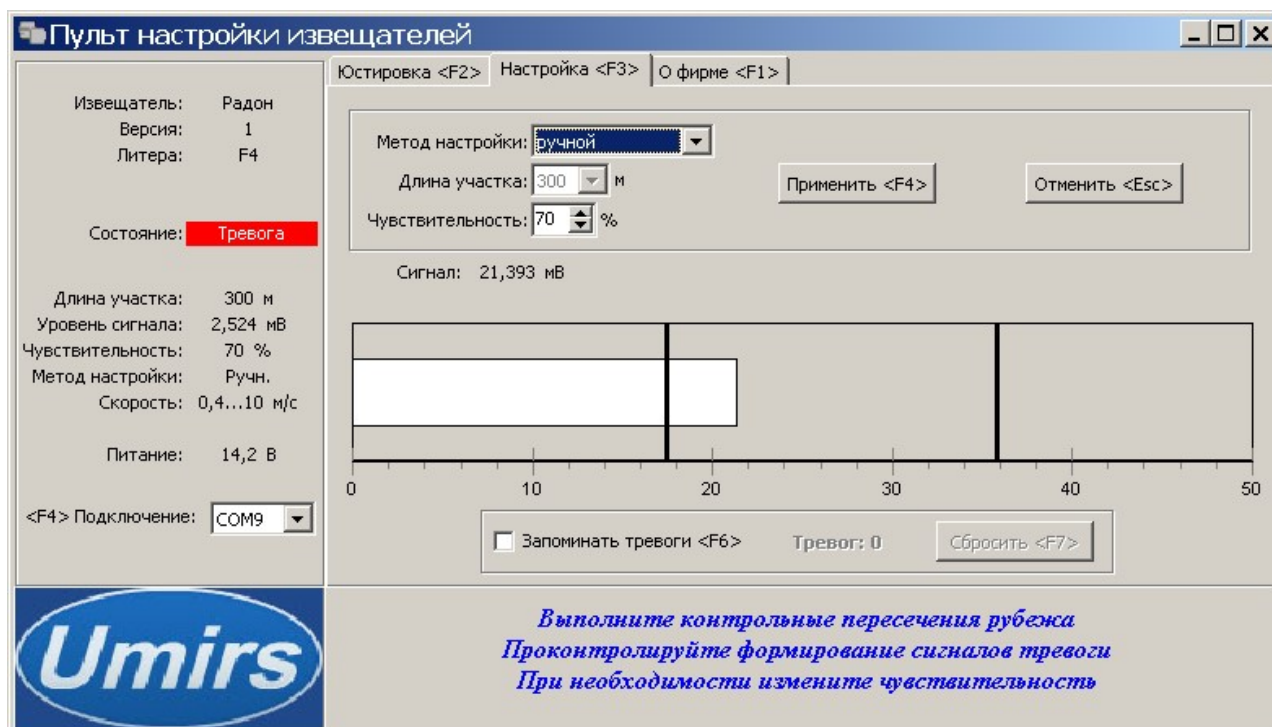 Пульт настройки извещателей
Извещатель: Радон
Версия: 1
Литера: F4
Состояние: Тревога
Длина участка: 300 м
Уровень сигнала: 2,524 мВ
Чувствительность: 70 %
Метод настройки: Ручн.
Скорость: 0,4...10 м/с
Питание: 14,2 В
<F4> Подключение: COM9
Юстировка <F2> Настройка <F3> О фирме <F1>
Метод настройки: ручной
Длина участка: 300 м
Применить <F4> Отменить <Esc>
Чувствительность: 70 %
Сигнал: 21,393 мВ
0 10 20 30 40 50
Запоминать тревоги <F6> Тревог: 0 Сбросить <F7>
Umirs
Выполните контрольные пересечения рубежа
Проконтролируйте формирование сигналов тревоги
При необходимости измените чувствительность